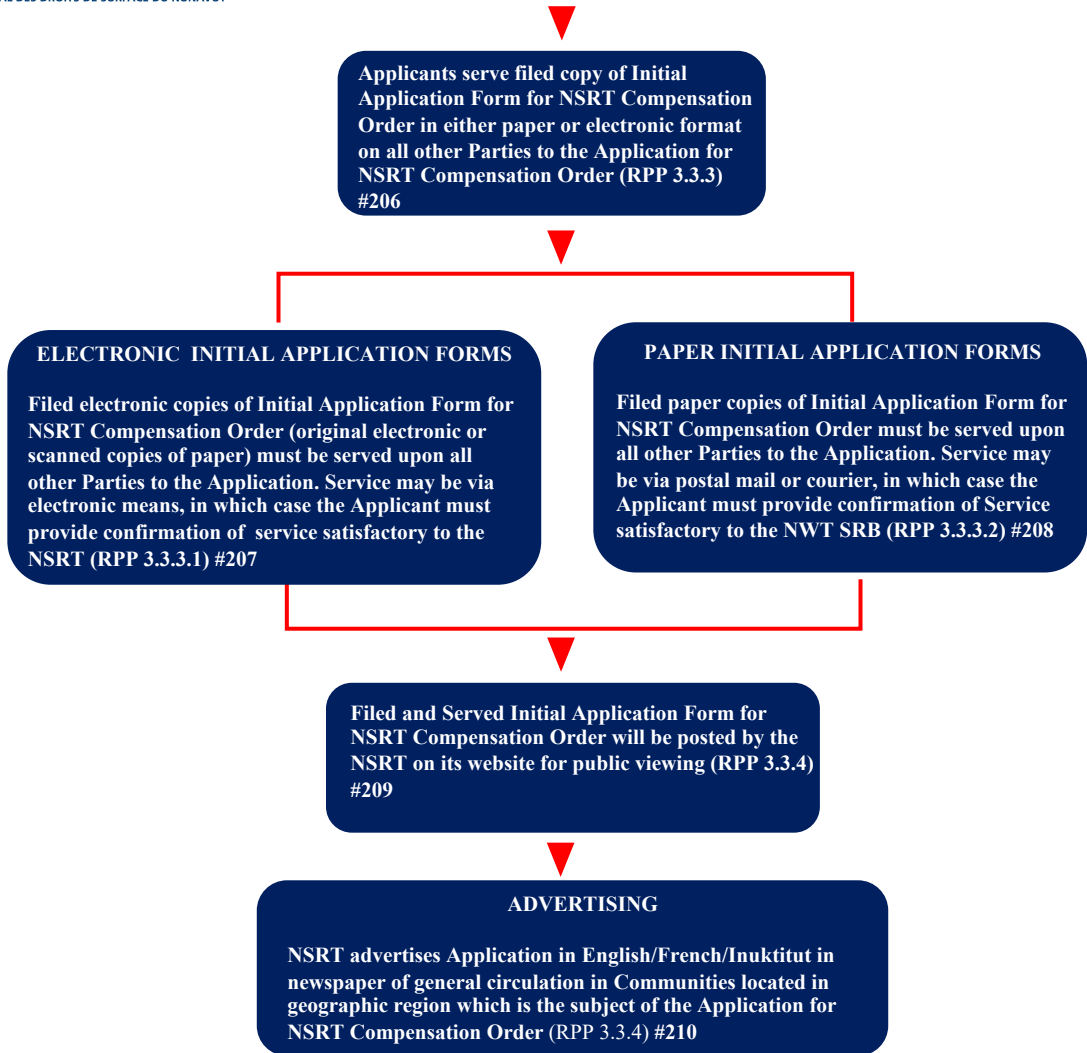 Applicants serve filed copy of Initial
Application Form for NSRT Compensation
Order in either paper or electronic format
on all other Parties to the Application for
NSRT Compensation Order (RPP 3.3.3)
#206
ELECTRONIC INITIAL APPLICATION FORMS
Filed electronic copies of Initial Application Form for
NSRT Compensation Order (original electronic or
scanned copies of paper) must be served upon all
other Parties to the Application. Service may be via
electronic means, in which case the Applicant must
provide confirmation of service satisfactory to the
NSRT (RPP 3.3.3.1) #207
PAPER INITIAL APPLICATION FORMS
Filed paper copies of Initial Application Form for
NSRT Compensation Order must be served upon
all other Parties to the Application. Service may
be via postal mail or courier, in which case the
Applicant must provide confirmation of Service
satisfactory to the NWT SRB (RPP 3.3.3.2) #208
Filed and Served Initial Application Form for
NSRT Compensation Order will be posted by the
NSRT on its website for public viewing (RPP 3.3.4)
#209
ADVERTISING
NSRT advertises Application in English/French/Inuktitut in
newspaper of general circulation in Communities located in
geographic region which is the subject of the Application for
NSRT Compensation Order (RPP 3.3.4) #210